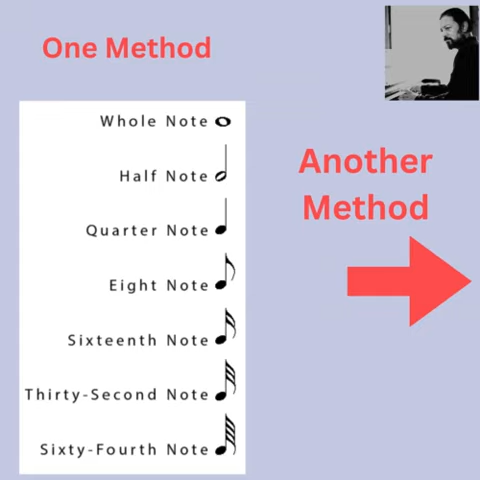 One Method
Whole Note
Half Note
Quarter Note
Eight Note
Sixteenth Note
Thirty-Second Note
Sixty-Fourth Note
Another
Method